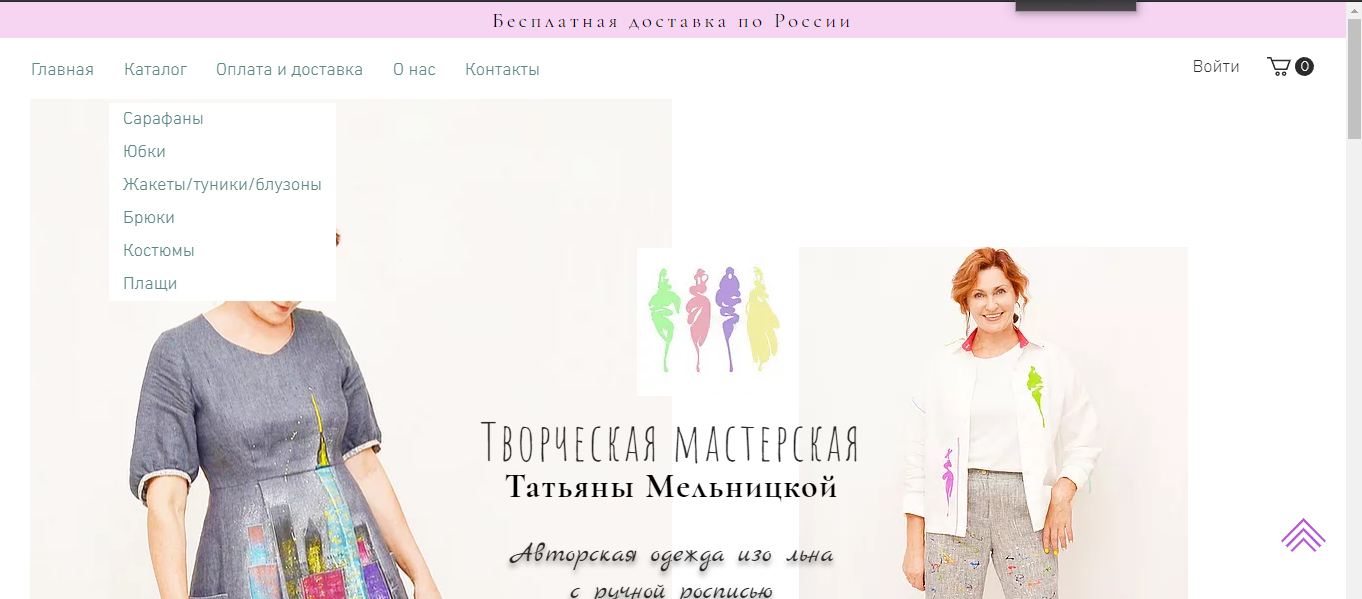 Бесплатная доставка по России
Главная Каталог Оплата и доставка О нас Контакты Войти 0
Сарафаны
Юбки
Жакеты/туники/блузоны
Брюки
Костюмы
Плащи
Творческая мастерская
Татьяны Мельницкой
Авторская одежда изо льна
с ручной росписью